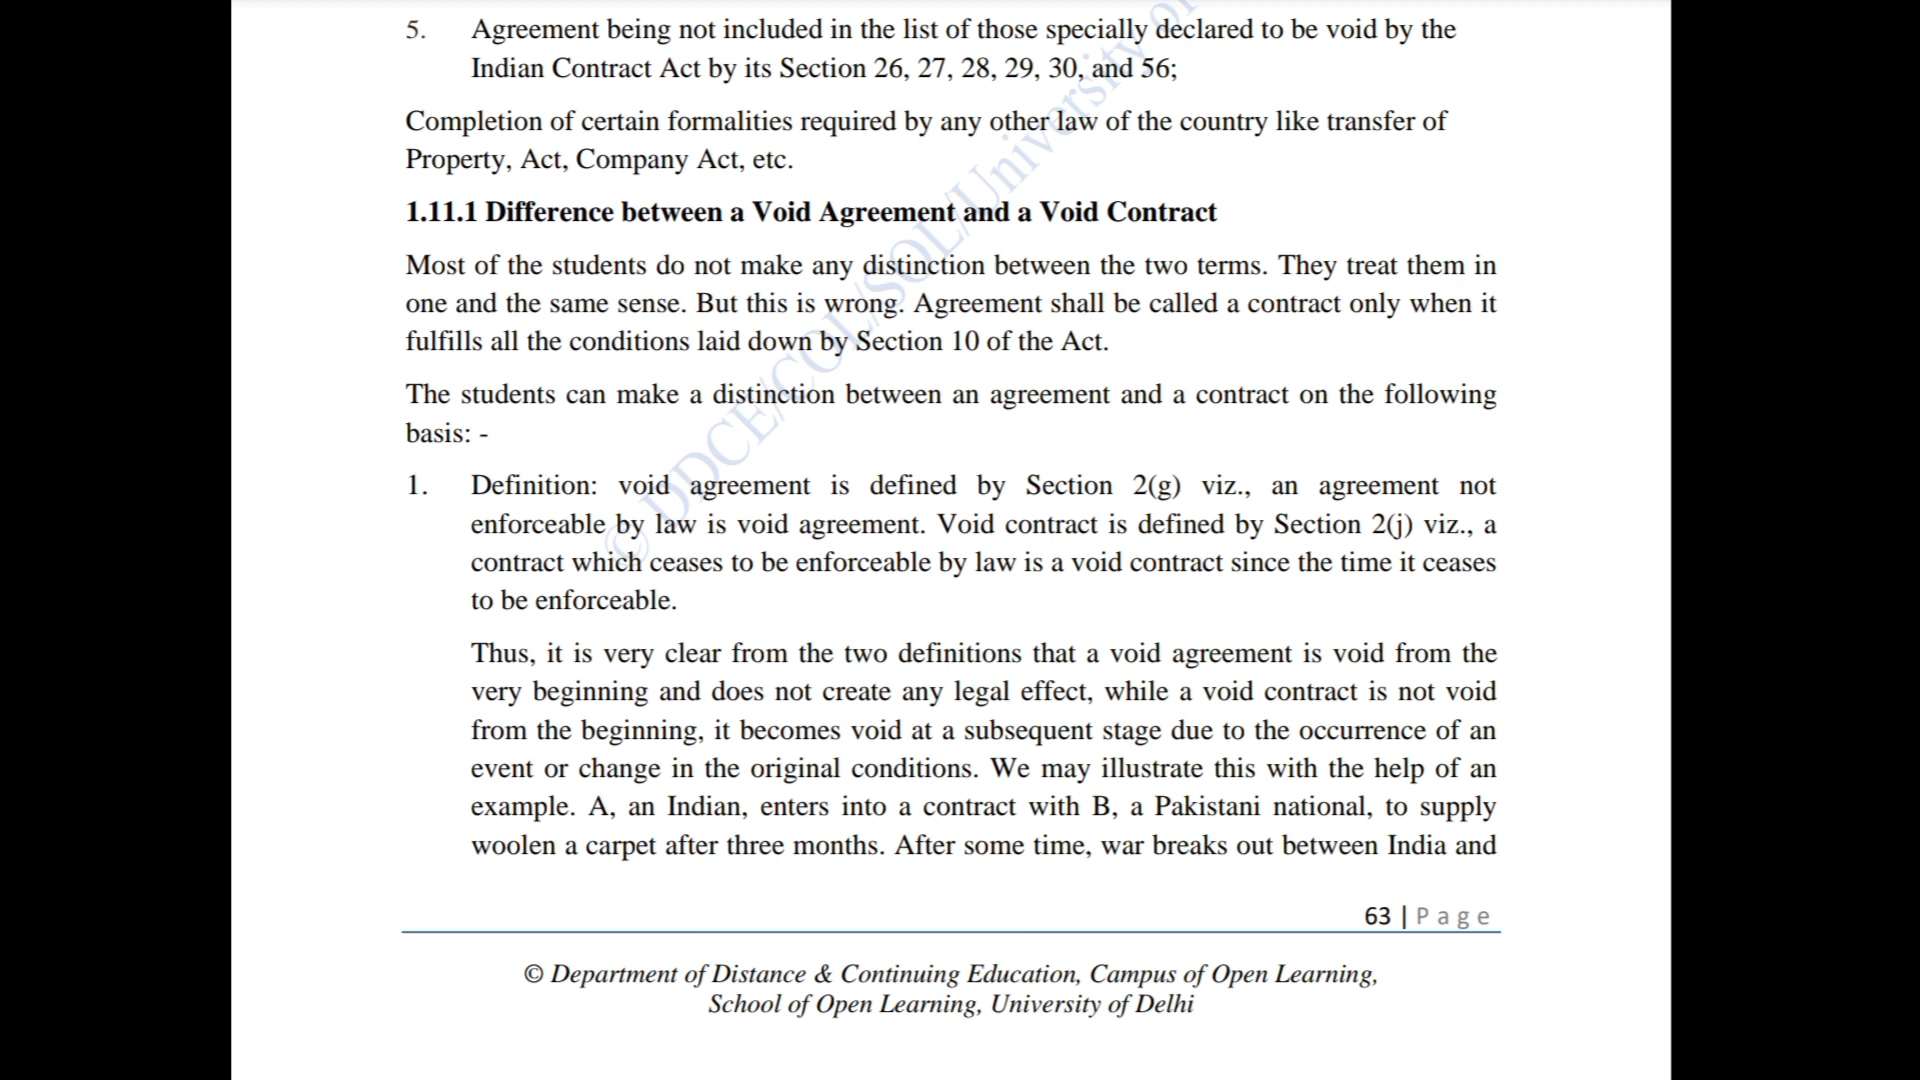 5. Agreement being not included in the list of those specially declared to be void by the
Indian Contract Act by its Section 26, 27, 28, 29, 30, and 56;
Completion of certain formalities required by any other law of the country like transfer of
Property, Act, Company Act, etc.
1.11.1 Difference between a Void Agreement and a Void Contract
Most of the students do not make any distinction between the two terms. They treat them in
one and the same sense. But this is wrong. Agreement shall be called a contract only when it
fulfills all the conditions laid down by Section 10 of the Act.
The students can make a distinction between an agreement and a contract on the following
basis: -
1. Definition: void agreement is defined by Section 2(g) viz., an agreement not
enforceable by law is void agreement. Void contract is defined by Section 2(j) viz., a
contract which ceases to be enforceable by law is a void contract since the time it ceases
to be enforceable.
Thus, it is very clear from the two definitions that a void agreement is void from the
very beginning and does not create any legal effect, while a void contract is not void
from the beginning, it becomes void at a subsequent stage due to the occurrence of an
event or change in the original conditions. We may illustrate this with the help of an
example. A, an Indian, enters into a contract with B, a Pakistani national, to supply
woolen a carpet after three months. After some time, war breaks out between India and
63 | Page
© Department of Distance & Continuing Education, Campus of Open Learning,
School of Open Learning, University of Delhi
© DDCE/COL/SOL/University of